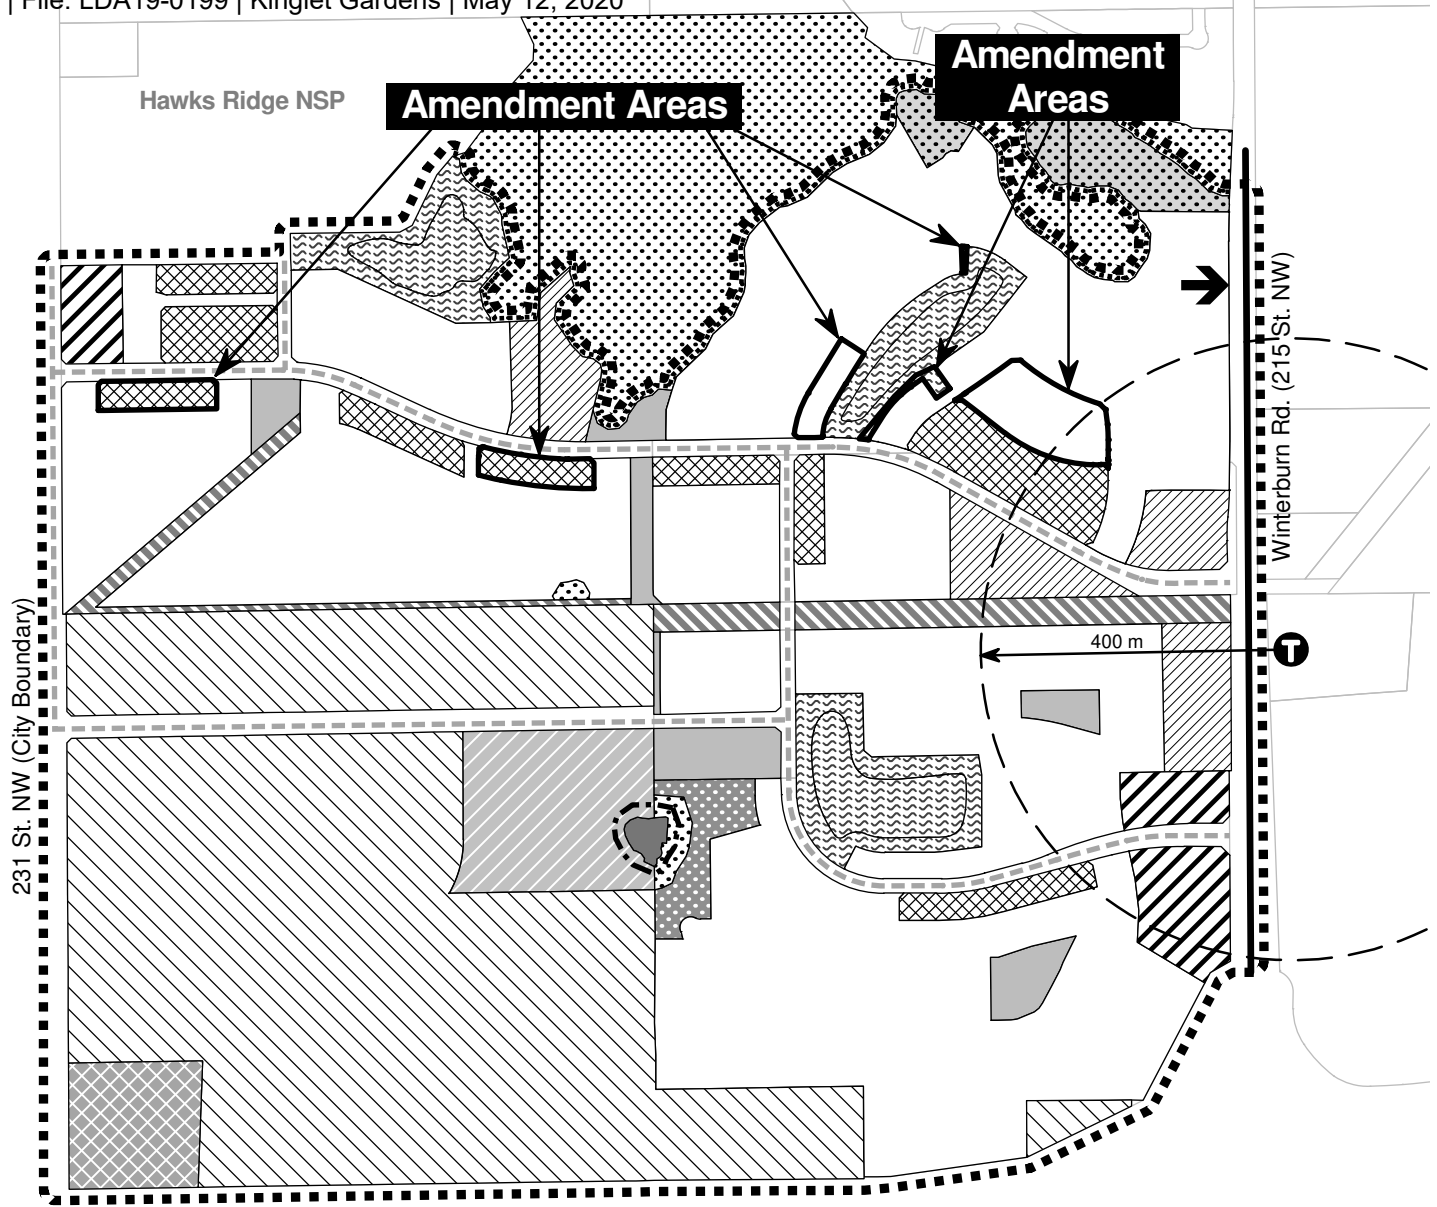 | File: LDA19-0199 | Kinglet Gardens | May 12, 2020
Amendment
Areas
Hawks Ridge NSP
Amendment Areas
Winterburn Rd. (215 St. NW)
400 m
T
231 St. NW (City Boundary)